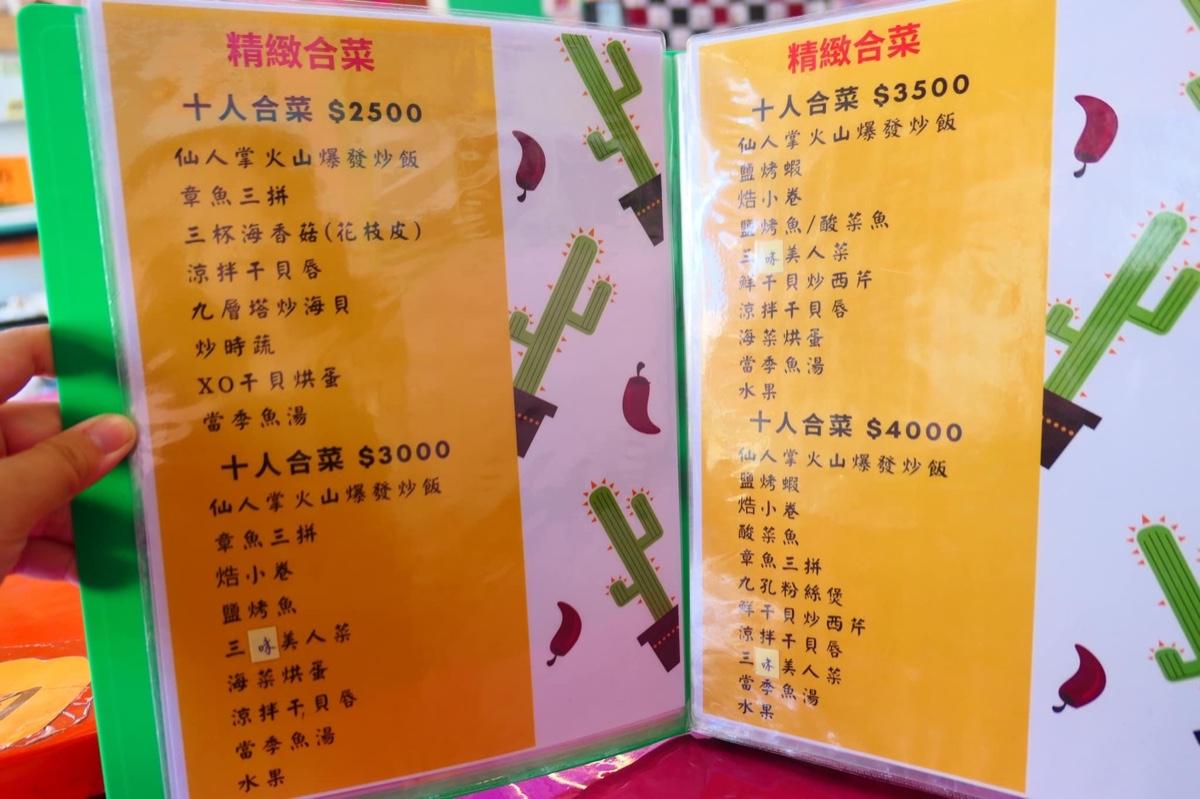 精緻合菜
十人合菜 $2500
仙人掌火山爆發炒飯
章魚三拼
三杯海香菇(花枝皮)
涼拌干貝唇
九層塔炒海貝
炒時蔬
XO干貝烘蛋
當季魚湯
十人合菜 $3000
仙人掌火山爆發炒飯
章魚三拼
焅小卷
鹽烤魚
三味美人菜
海菜烘蛋
涼拌干貝唇
當季魚湯
水果
精緻合菜
十人合菜 $3500
仙人掌火山爆發炒飯
鹽烤蝦
焅小卷
鹽烤魚/酸菜魚
三味美人菜
鮮干貝炒西芹
涼拌干貝唇
海菜烘蛋
當季魚湯
水果
十人合菜 $4000
仙人掌火山爆發炒飯
鹽烤蝦
焅小卷
酸菜魚
章魚三拼
九孔粉絲煲
鮮干貝炒西芹
涼拌干貝唇
三味美人菜
當季魚湯
水果